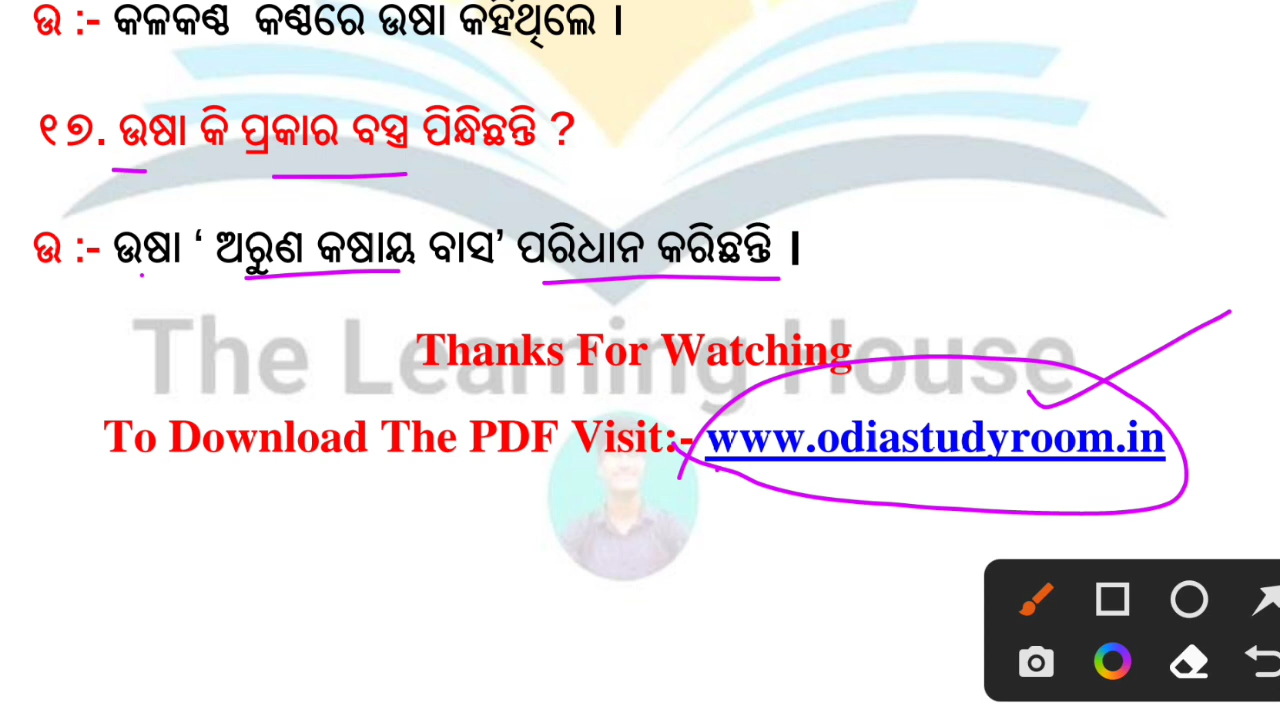 ଉ :- କଳକଣ୍ଠ କଣ୍ଠରେ ଉଷା କହିଥିଲେ ।
୧୭. ଉଷା କି ପ୍ରକାର ବସ୍ତ୍ର ପିନ୍ଧିଛନ୍ତି ?
ଉ :- ଉଷା ‘ ଅରୁଣ କଷାୟ ବାସ’ ପରିଧାନ କରିଛନ୍ତି |
The Learning House
Thanks For Watching
To Download The PDF Visit:- www.odiastudyroom.in